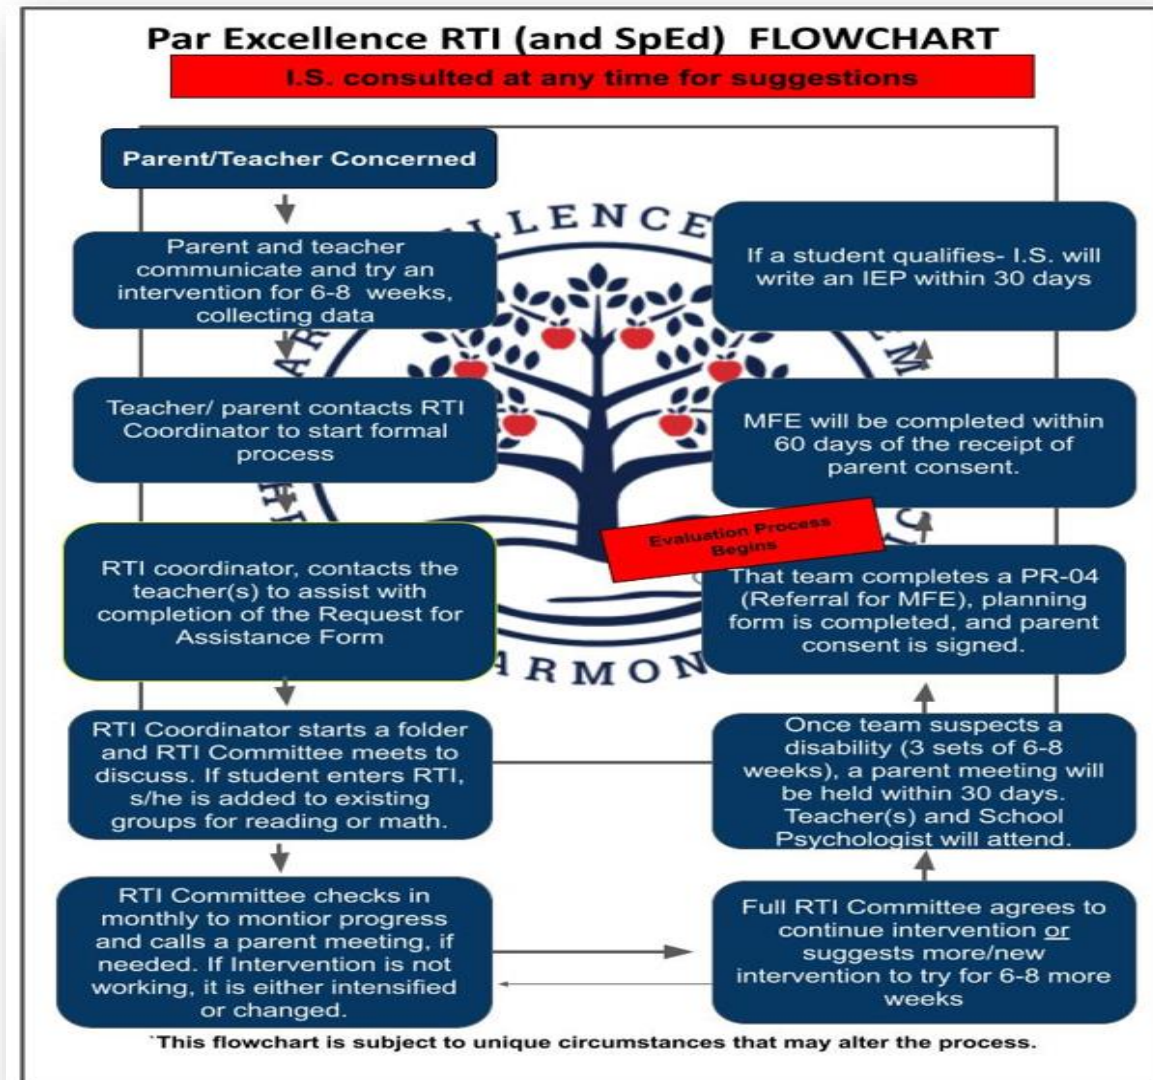 Par Excellence RTI (and SpEd) FLOWCHART
I.S. consulted at any time for suggestions
Parent/Teacher Concerned
Parent and teacher
communicate and try an
intervention for 6-8 weeks,
collecting data
Teacher/ parent contacts RTI
Coordinator to start formal
process
RTI coordinator, contacts the
teacher(s) to assist with
completion of the Request for
Assistance Form
RTI Coordinator starts a folder
and RTI Committee meets to
discuss. If student enters RTI,
s/he is added to existing
groups for reading or math.
RTI Committee checks in
monthly to montior progress
and calls a parent meeting, if
needed. If Intervention is not
working, it is either intensified
or changed.
Full RTI Committee agrees to
continue intervention or
suggests more/new
intervention to try for 6-8 more
weeks
Once team suspects a
disability (3 sets of 6-8
weeks), a parent meeting will
be held within 30 days.
Teacher(s) and School
Psychologist will attend.
That team completes a PR-04
(Referral for MFE), planning
form is completed, and parent
consent is signed.
Evaluation Process
Begins
MFE will be completed within
60 days of the receipt of
parent consent.
If a student qualifies- I.S. will
write an IEP within 30 days
`This flowchart is subject to unique circumstances that may alter the process.